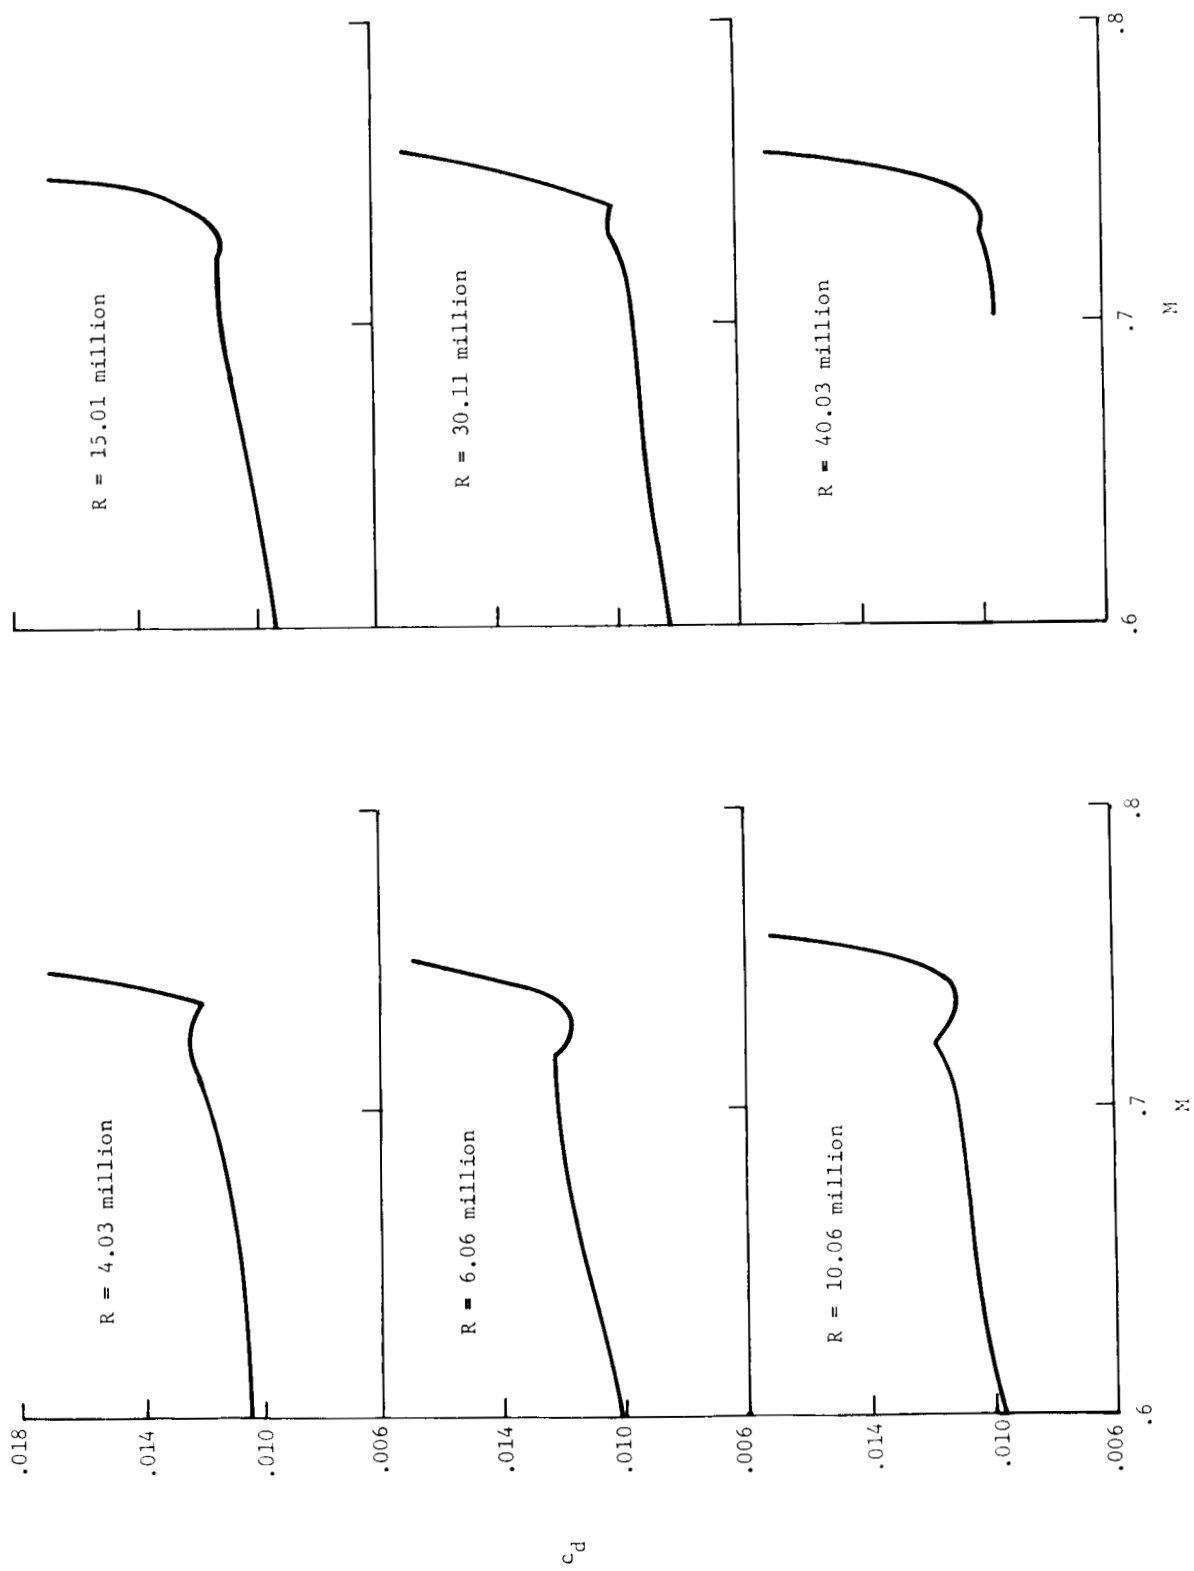 .018
.014
.010
.006
.014
.010
.006
.014
.010
.006
c_d
R = 4.03 million
R = 6.06 million
R = 10.06 million
.6
.7
.8
M
R = 15.01 million
R = 30.11 million
R = 40.03 million
.6
.7
.8
M